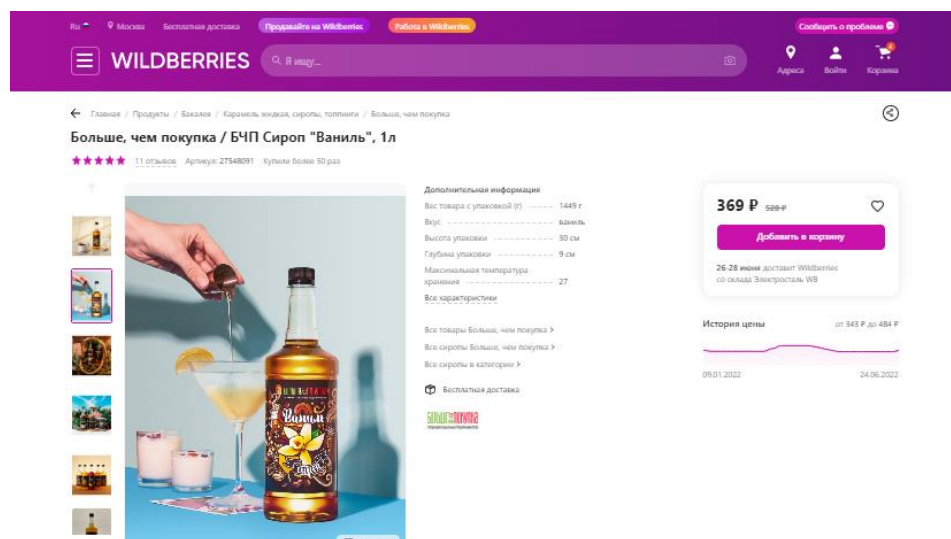 Ru Москва Бесплатная доставка Продавайте на Wildberries Работа в Wildberries Сообщить о проблеме
WILDBERRIES Я ищу... Адреса Войти Корзина
Главная / Продукты / Бакалея / Карамель жидкая, сиропы, топпинги / Больше, чем покупка
Больше, чем покупка / БЧП Сироп "Ваниль", 1л
11 отзывов Артикул: 27548091 Купили более 50 раз
Дополнительная информация
Вес товара с упаковкой (г) 1449 г
Вкус ваниль
Высота упаковки 30 см
Глубина упаковки 9 см
Максимальная температура
хранения 27
Все характеристики
Все товары Больше, чем покупка >
Все сиропы Больше, чем покупка >
Все сиропы в категории >
Бесплатная доставка
БОЛЬШЕ ЧЕМ ПОКУПКА
369 ₽ 520 ₽
Добавить в корзину
26-28 июня доставит Wildberries
со склада Электросталь WB
История цены от 343 ₽ до 484 ₽
09.01.2022 24.06.2022
Ваниль
Сироп